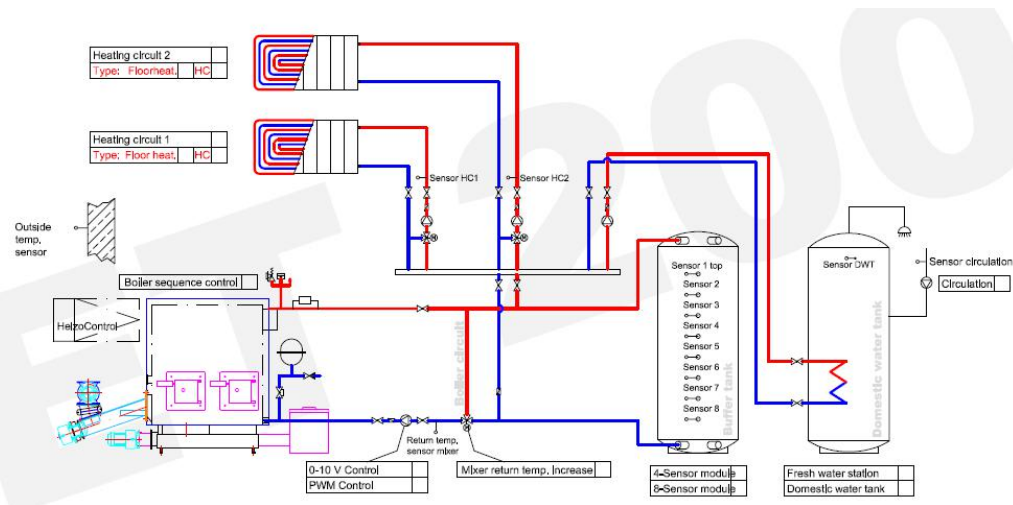 ET 200
Heating circuit 2
Type: Floorheat. HC
Heating circuit 1
Type: Floor heat. HC
Sensor HC1
Sensor HC2
Outside
temp.
sensor
Boiler sequence control
HeizoControl
Boiler circuit
Sensor 1 top
Sensor 2
Sensor 3
Sensor 4
Sensor 5
Sensor 6
Sensor 7
Sensor 8
Buffer tank
Sensor DWT
Sensor circulation
Circulation
Domestic water tank
Return temp.
sensor mixer
0-10 V Control
PWM Control
Mixer return temp. increase
4-Sensor module
8-Sensor module
Fresh water station
Domestic water tank